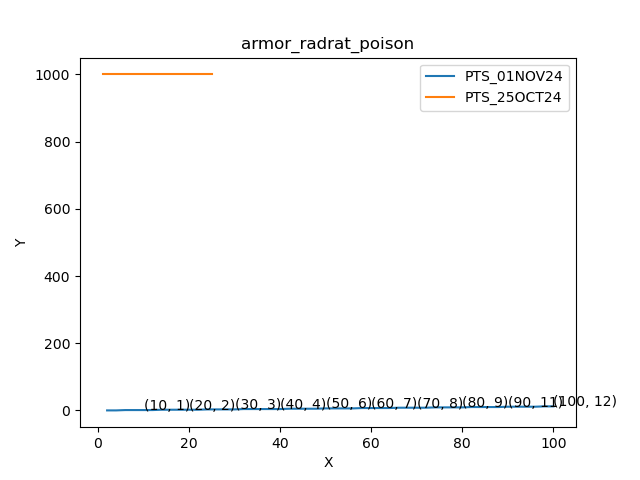 armor_radrat_poison
PTS_01NOV24
PTS_25OCT24
1000
800
600
400
200
0
Y
(10, 1)(20, 2)(30, 3)(40, 4)(50, 6)(60, 7)(70, 8)(80, 9)(90, 11)(100, 12)
0 20 40 60 80 100
X